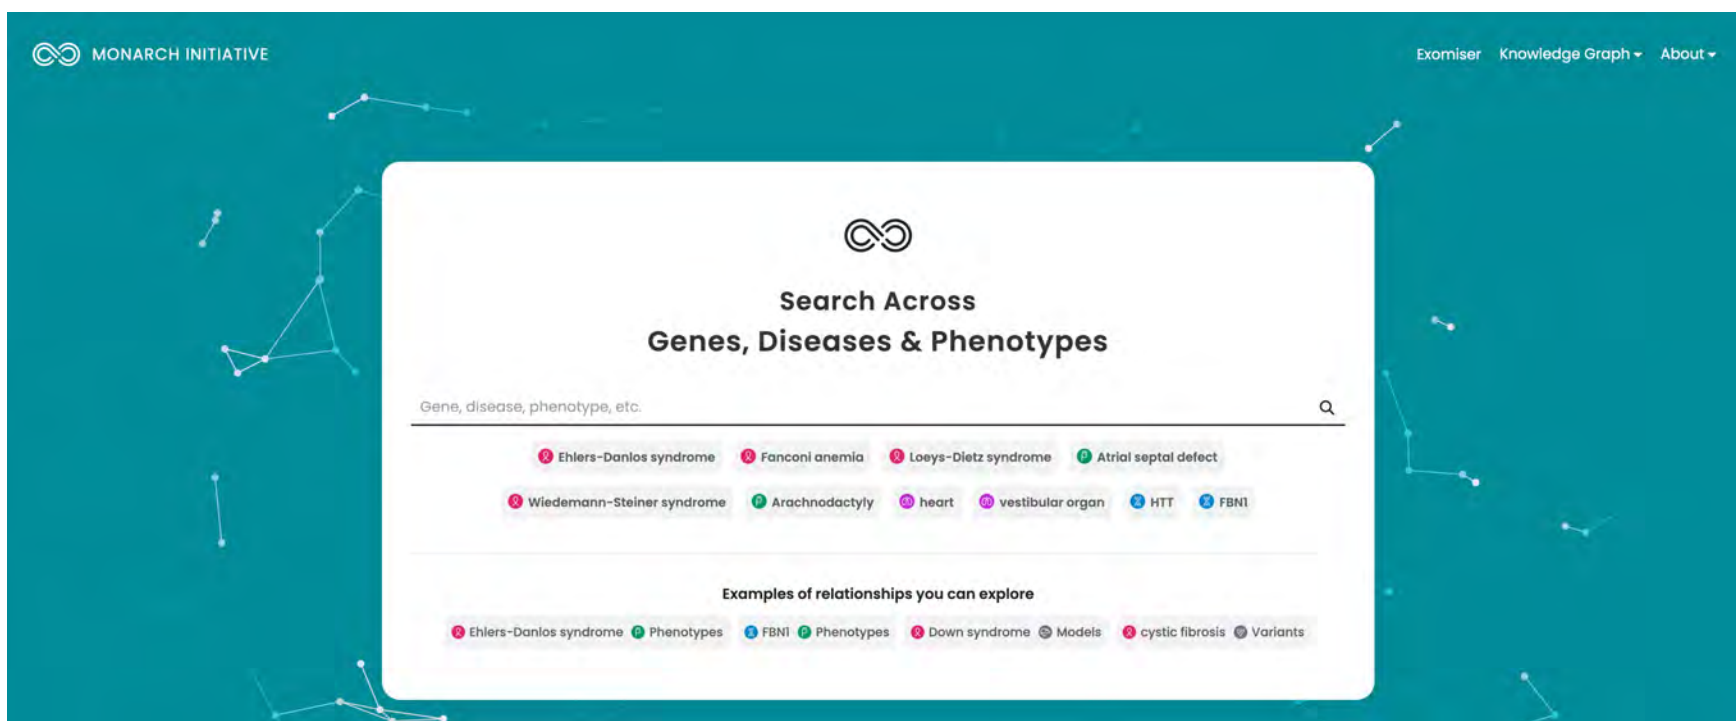 MONARCH INITIATIVE
Exomiser Knowledge Graph About
Search Across
Genes, Diseases & Phenotypes
Gene, disease, phenotype, etc.
Ehlers-Danlos syndrome Fanconi anemia Loeys-Dietz syndrome Atrial septal defect
Wiedemann-Steiner syndrome Arachnodactyly heart vestibular organ HTT FBN1
Examples of relationships you can explore
Ehlers-Danlos syndrome Phenotypes FBN1 Phenotypes Down syndrome Models cystic fibrosis Variants